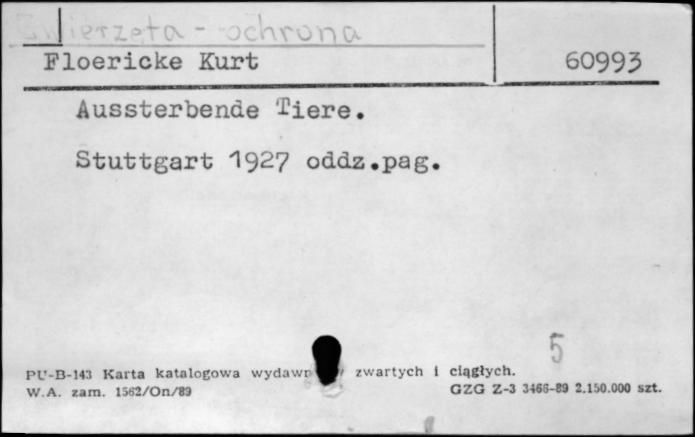 Zwierzęta - ochrona
Floericke Kurt 60993
Aussterbende Tiere.
Stuttgart 1927 oddz.pag.
5
PU-B-143 Karta katalogowa wydawn zwartych i ciągłych.
W.A. zam. 1562/On/89 GZG Z-3 3466-89 2.150.000 szt.